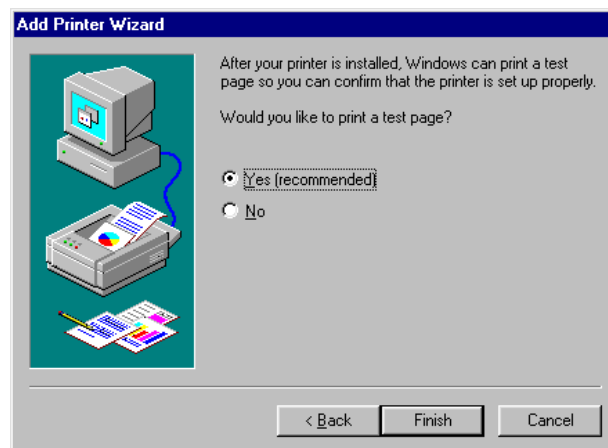 Add Printer Wizard
After your printer is installed, Windows can print a test
page so you can confirm that the printer is set up properly.
Would you like to print a test page?
Yes (recommended)
No
< Back
Finish
Cancel